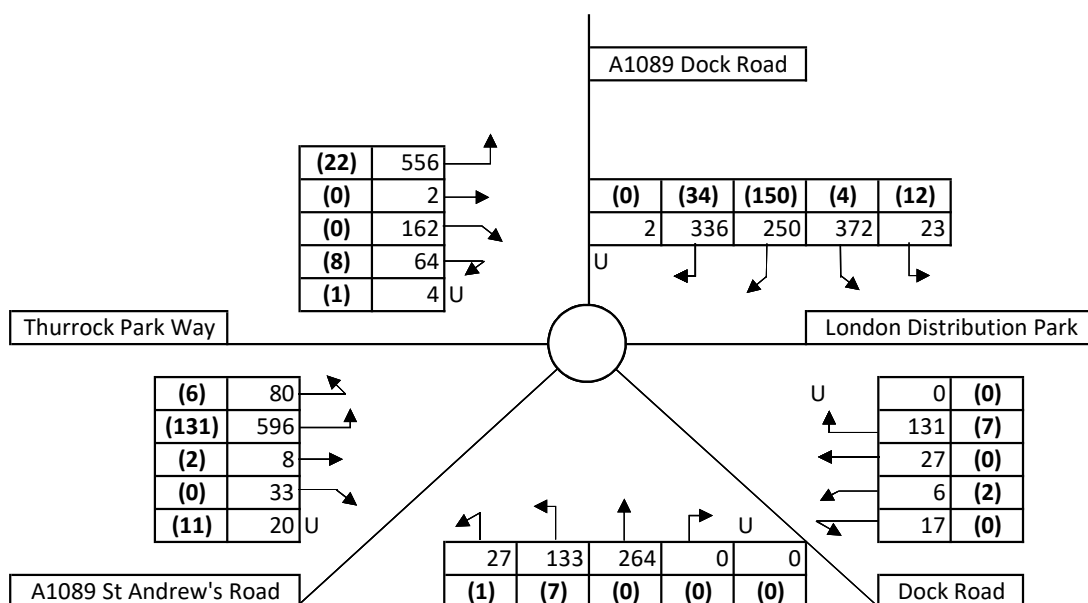 A1089 Dock Road
(22) 556
(0) 2
(0) 162
(8) 64
(1) 4 U
(0) (34) (150) (4) (12)
2 336 250 372 23
U
Thurrock Park Way
London Distribution Park
(6) 80
(131) 596
(2) 8
(0) 33
(11) 20 U
U 0 (0)
131 (7)
27 (0)
6 (2)
17 (0)
U
27 133 264 0 0
(1) (7) (0) (0) (0)
A1089 St Andrew's Road
Dock Road